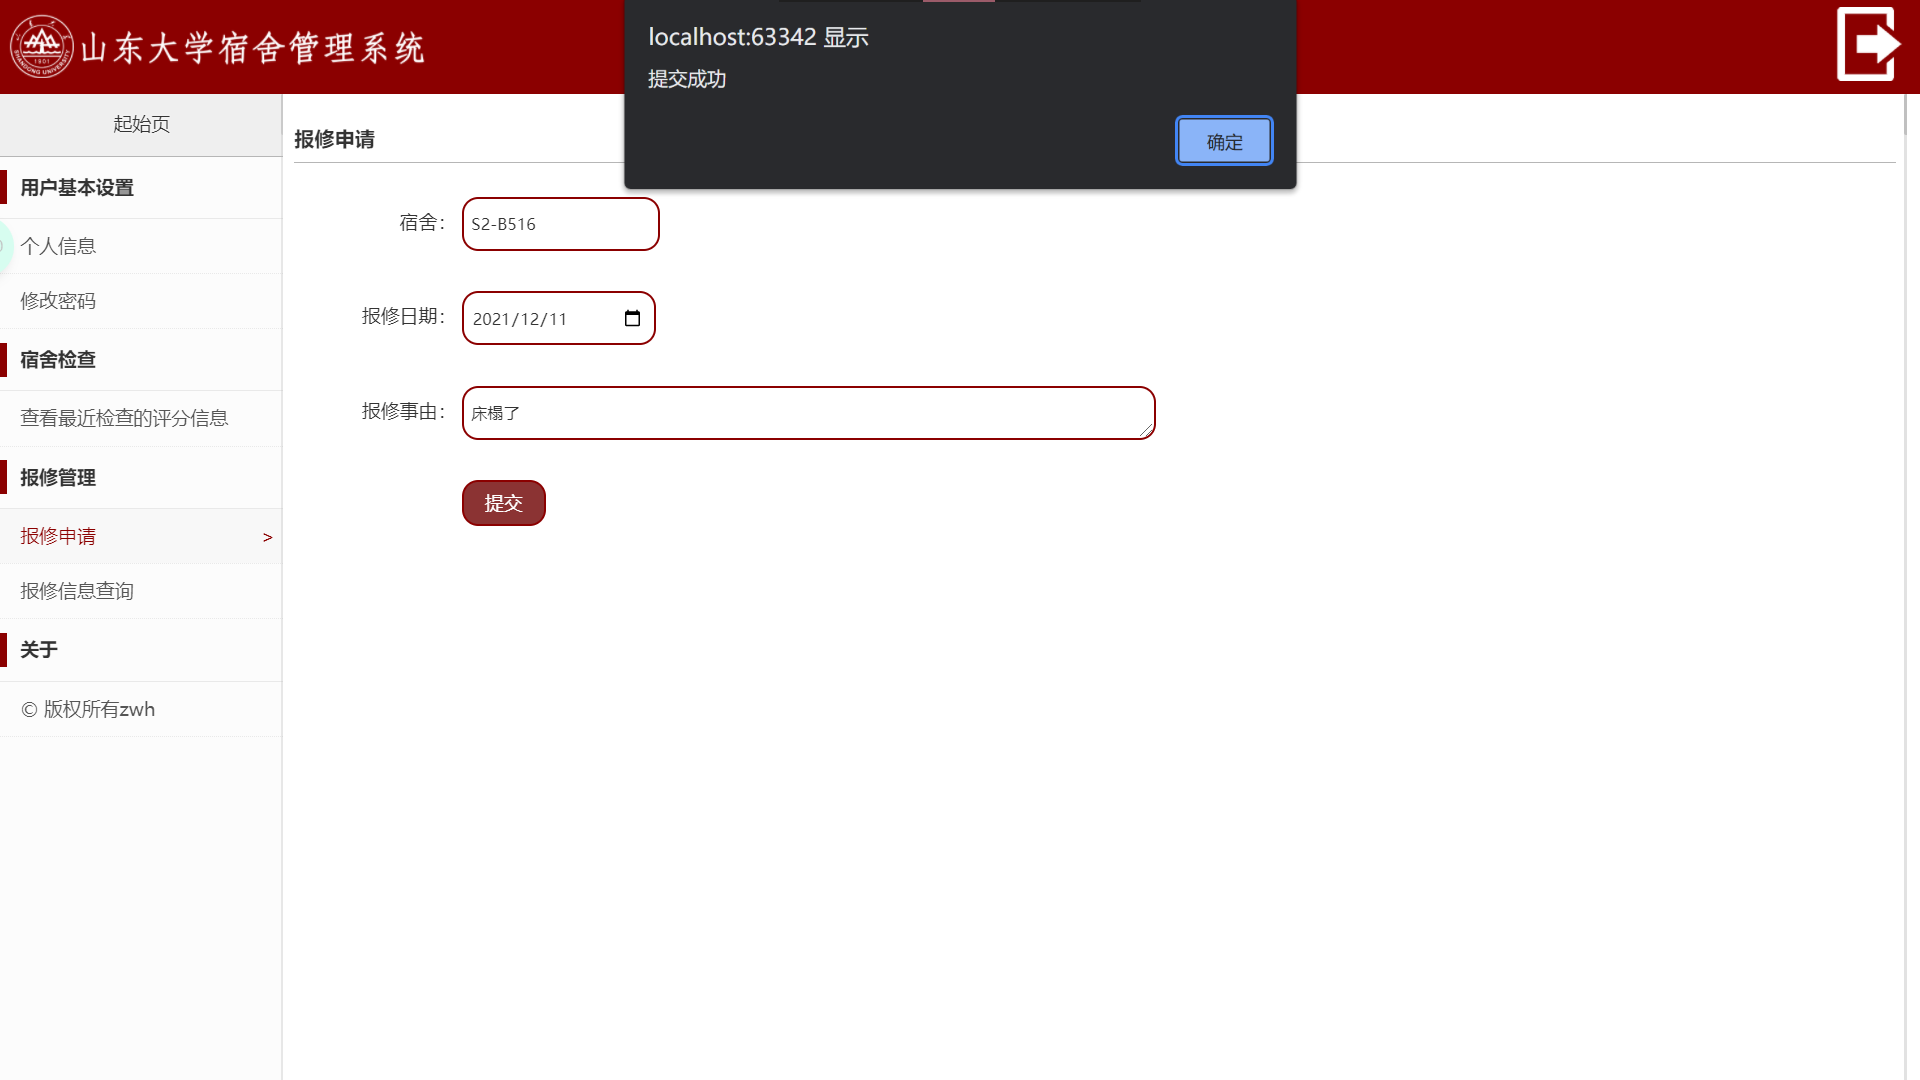 山东大学宿舍管理系统
SHANDONG UNIVERSITY
1901
localhost:63342 显示
提交成功
确定
起始页
用户基本设置
个人信息
修改密码
宿舍检查
查看最近检查的评分信息
报修管理
报修申请 >
报修信息查询
关于
© 版权所有zwh
报修申请
宿舍：
S2-B516
报修日期：
2021/12/11
报修事由：
床榻了
提交